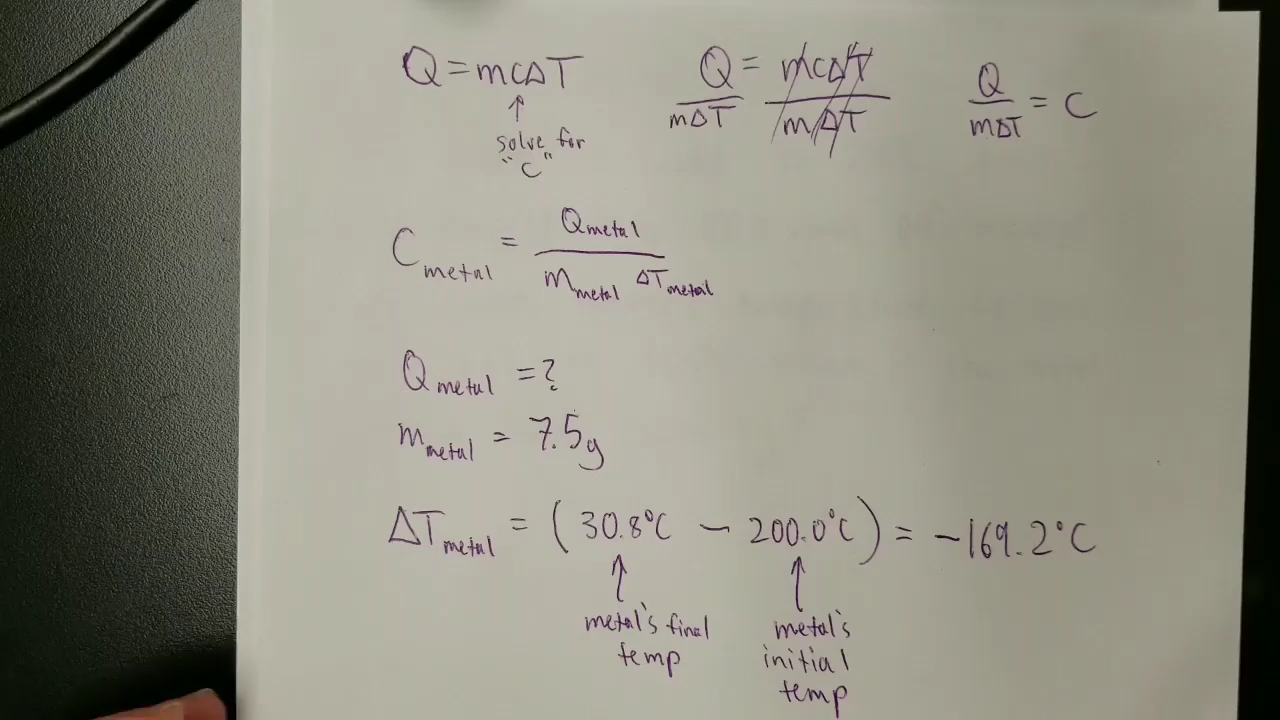 Q = mcΔT
↑
solve for
"C"
Q = mcΔT
mΔT mΔT
Q
mΔT = C
C metal = Q metal
m metal ΔT metal
Q metal = ?
m metal = 7.5g
ΔT metal = (30.8°C − 200.0°C) = −169.2°C
↑ ↑
metal's final temp
metal's initial temp